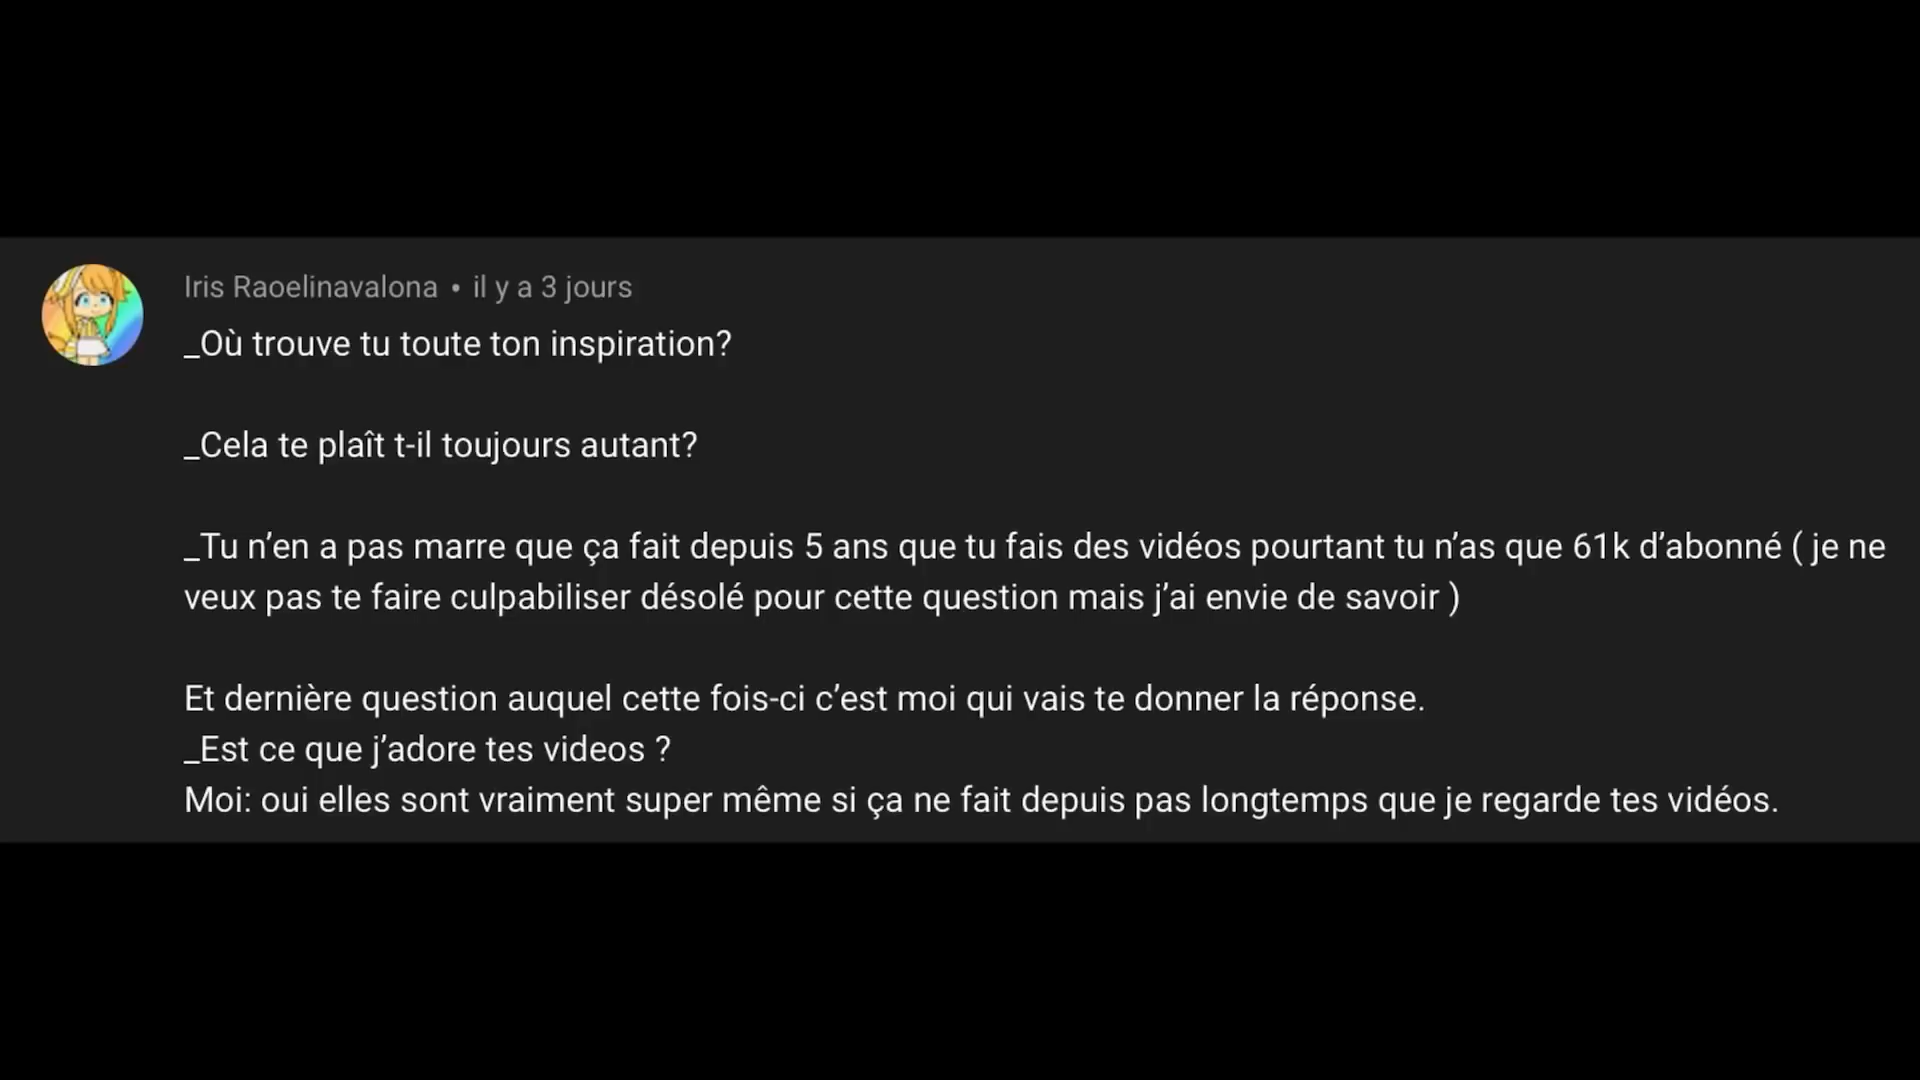 Iris Raoelinavalona • il y a 3 jours
_Où trouve tu toute ton inspiration?
_Cela te plaît t-il toujours autant?
_Tu n’en a pas marre que ça fait depuis 5 ans que tu fais des vidéos pourtant tu n’as que 61k d’abonné ( je ne
veux pas te faire culpabiliser désolé pour cette question mais j’ai envie de savoir )
Et dernière question auquel cette fois-ci c’est moi qui vais te donner la réponse.
_Est ce que j’adore tes videos ?
Moi: oui elles sont vraiment super même si ça ne fait depuis pas longtemps que je regarde tes vidéos.